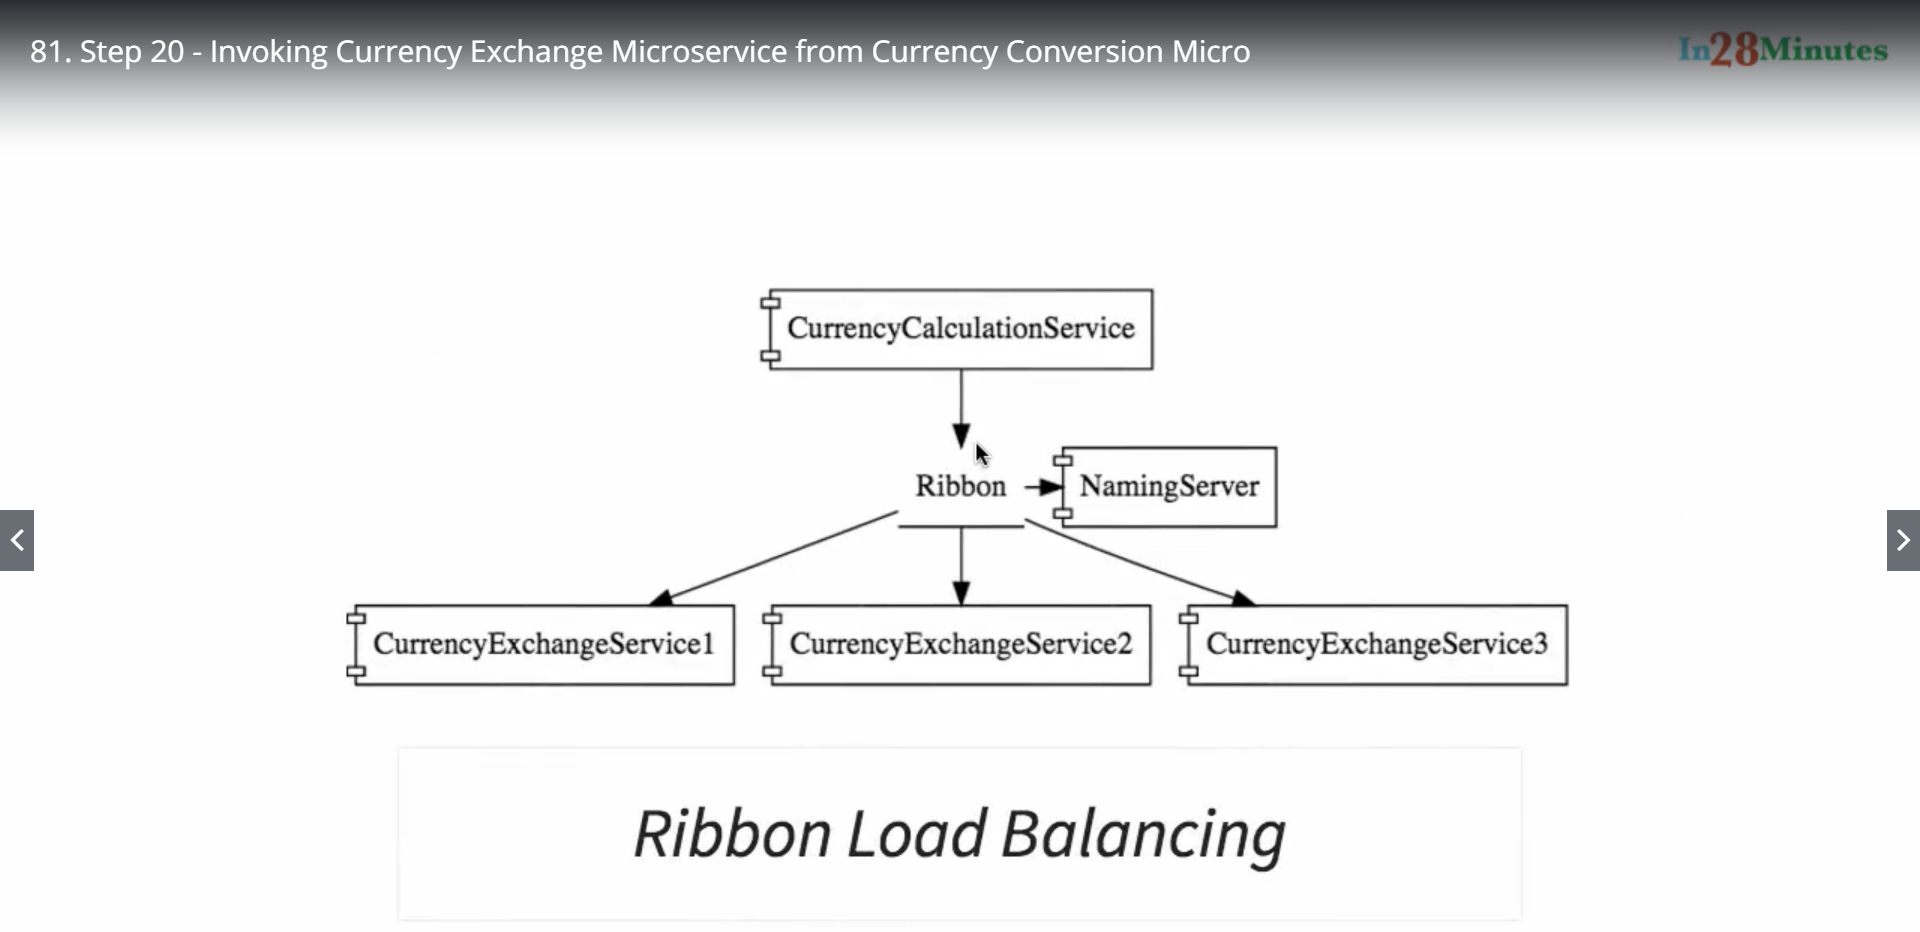 81. Step 20 - Invoking Currency Exchange Microservice from Currency Conversion Micro
In28Minutes
CurrencyCalculationService
Ribbon
NamingServer
CurrencyExchangeService1
CurrencyExchangeService2
CurrencyExchangeService3
Ribbon Load Balancing